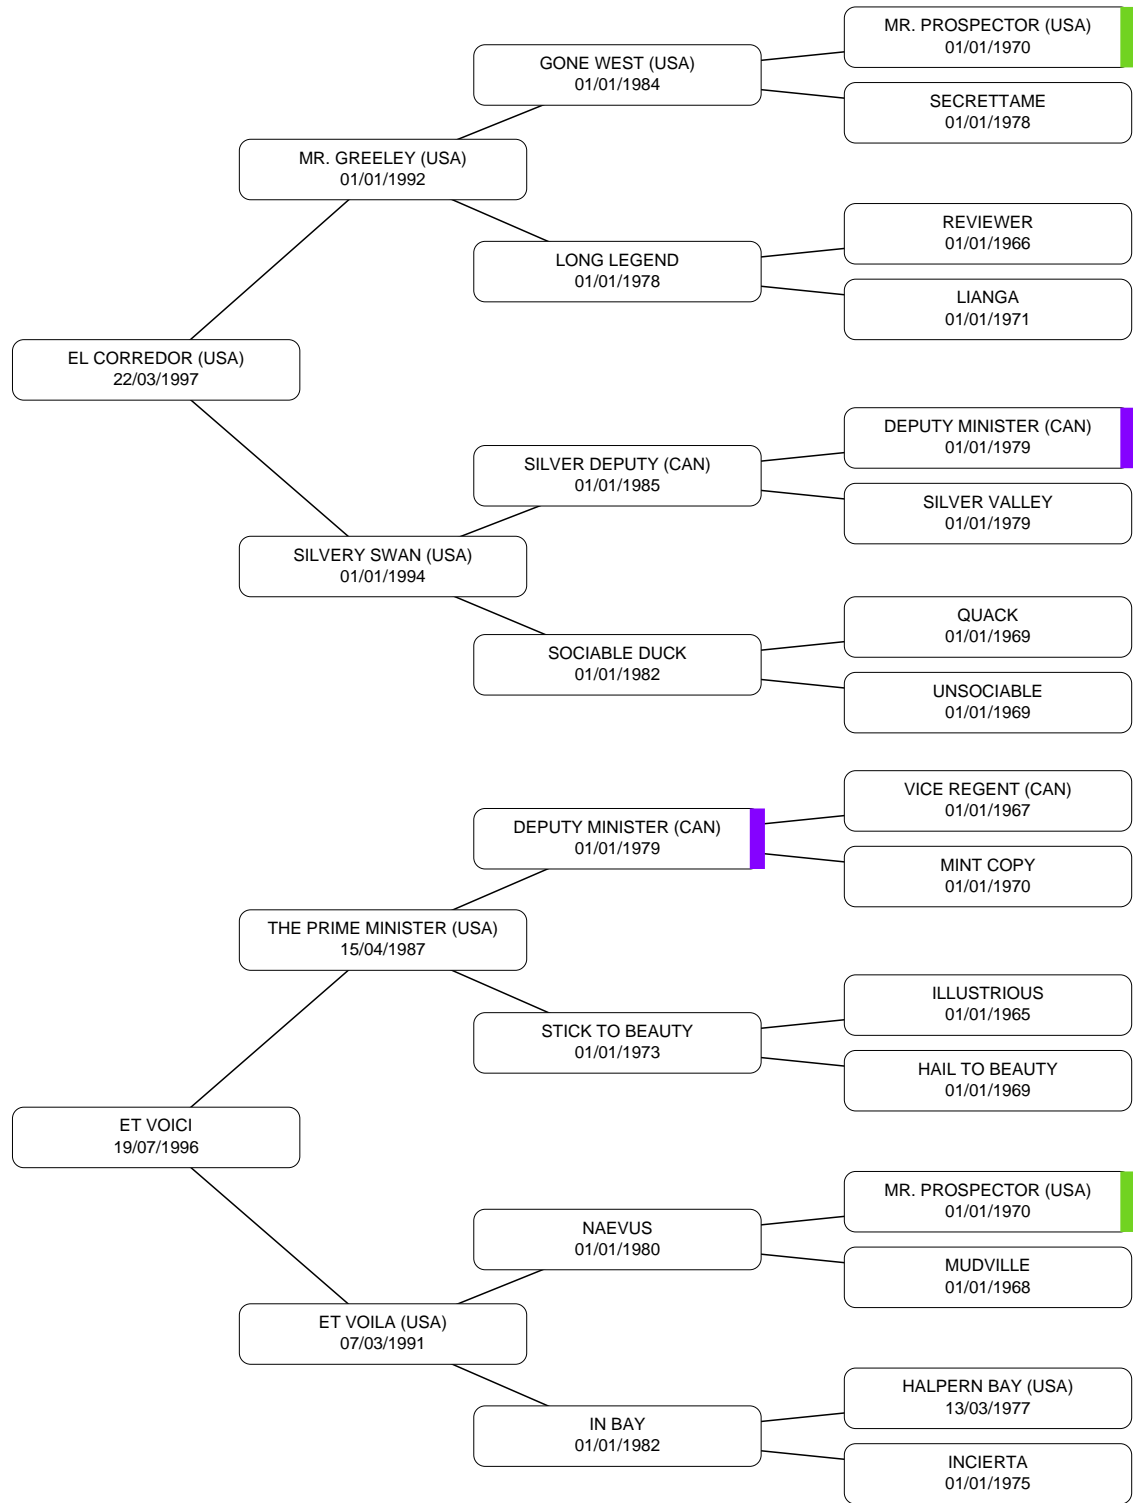 MR. PROSPECTOR (USA)
01/01/1970
GONE WEST (USA)
01/01/1984
SECRETTAME
01/01/1978
MR. GREELEY (USA)
01/01/1992
REVIEWER
01/01/1966
LONG LEGEND
01/01/1978
LIANGA
01/01/1971
EL CORREDOR (USA)
22/03/1997
DEPUTY MINISTER (CAN)
01/01/1979
SILVER DEPUTY (CAN)
01/01/1985
SILVER VALLEY
01/01/1979
SILVERY SWAN (USA)
01/01/1994
QUACK
01/01/1969
SOCIABLE DUCK
01/01/1982
UNSOCIABLE
01/01/1969
VICE REGENT (CAN)
01/01/1967
DEPUTY MINISTER (CAN)
01/01/1979
MINT COPY
01/01/1970
THE PRIME MINISTER (USA)
15/04/1987
ILLUSTRIOUS
01/01/1965
STICK TO BEAUTY
01/01/1973
HAIL TO BEAUTY
01/01/1969
ET VOICI
19/07/1996
MR. PROSPECTOR (USA)
01/01/1970
NAEVUS
01/01/1980
MUDVILLE
01/01/1968
ET VOILA (USA)
07/03/1991
HALPERN BAY (USA)
13/03/1977
IN BAY
01/01/1982
INCIERTA
01/01/1975